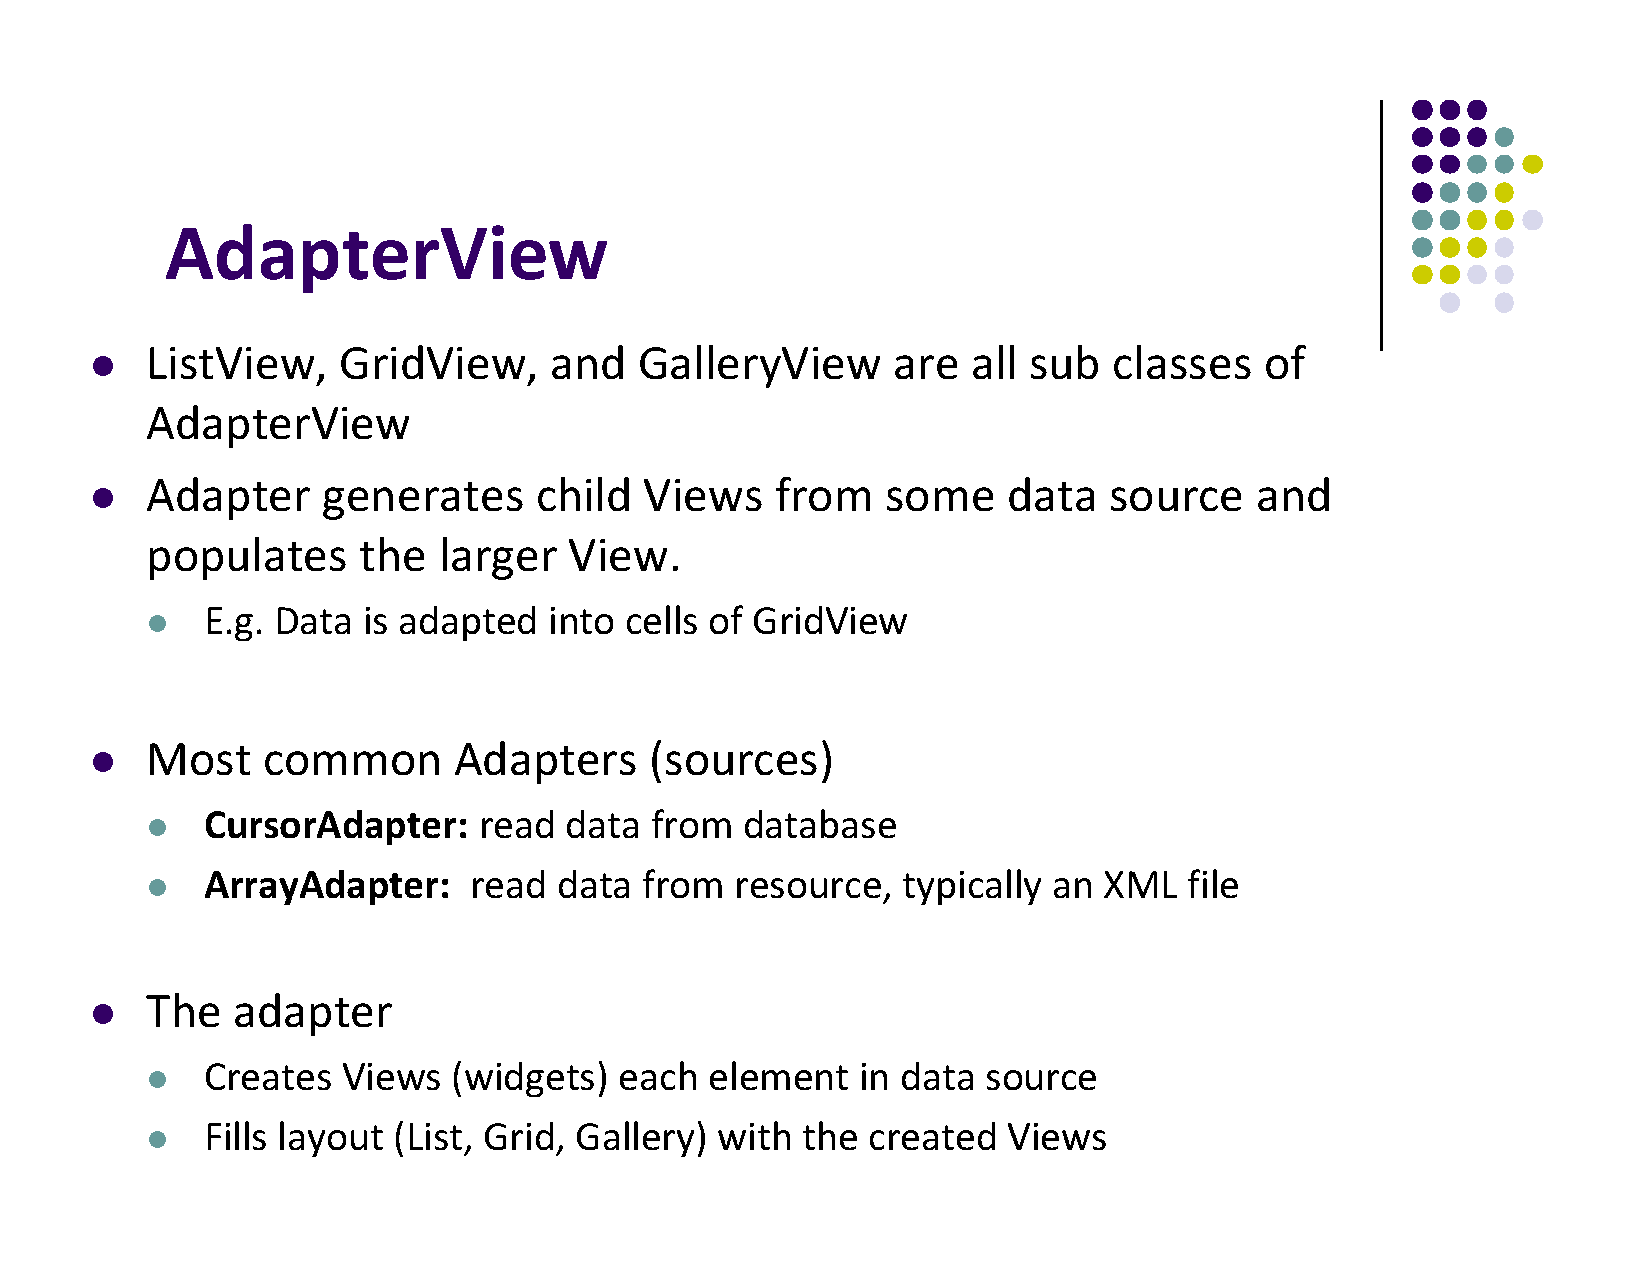 AdapterView
ListView, GridView, and GalleryView are all sub classes of
AdapterView
Adapter generates child Views from some data source and
populates the larger View.
E.g. Data is adapted into cells of GridView
Most common Adapters (sources)
CursorAdapter: read data from database
ArrayAdapter: read data from resource, typically an XML file
The adapter
Creates Views (widgets) each element in data source
Fills layout (List, Grid, Gallery) with the created Views